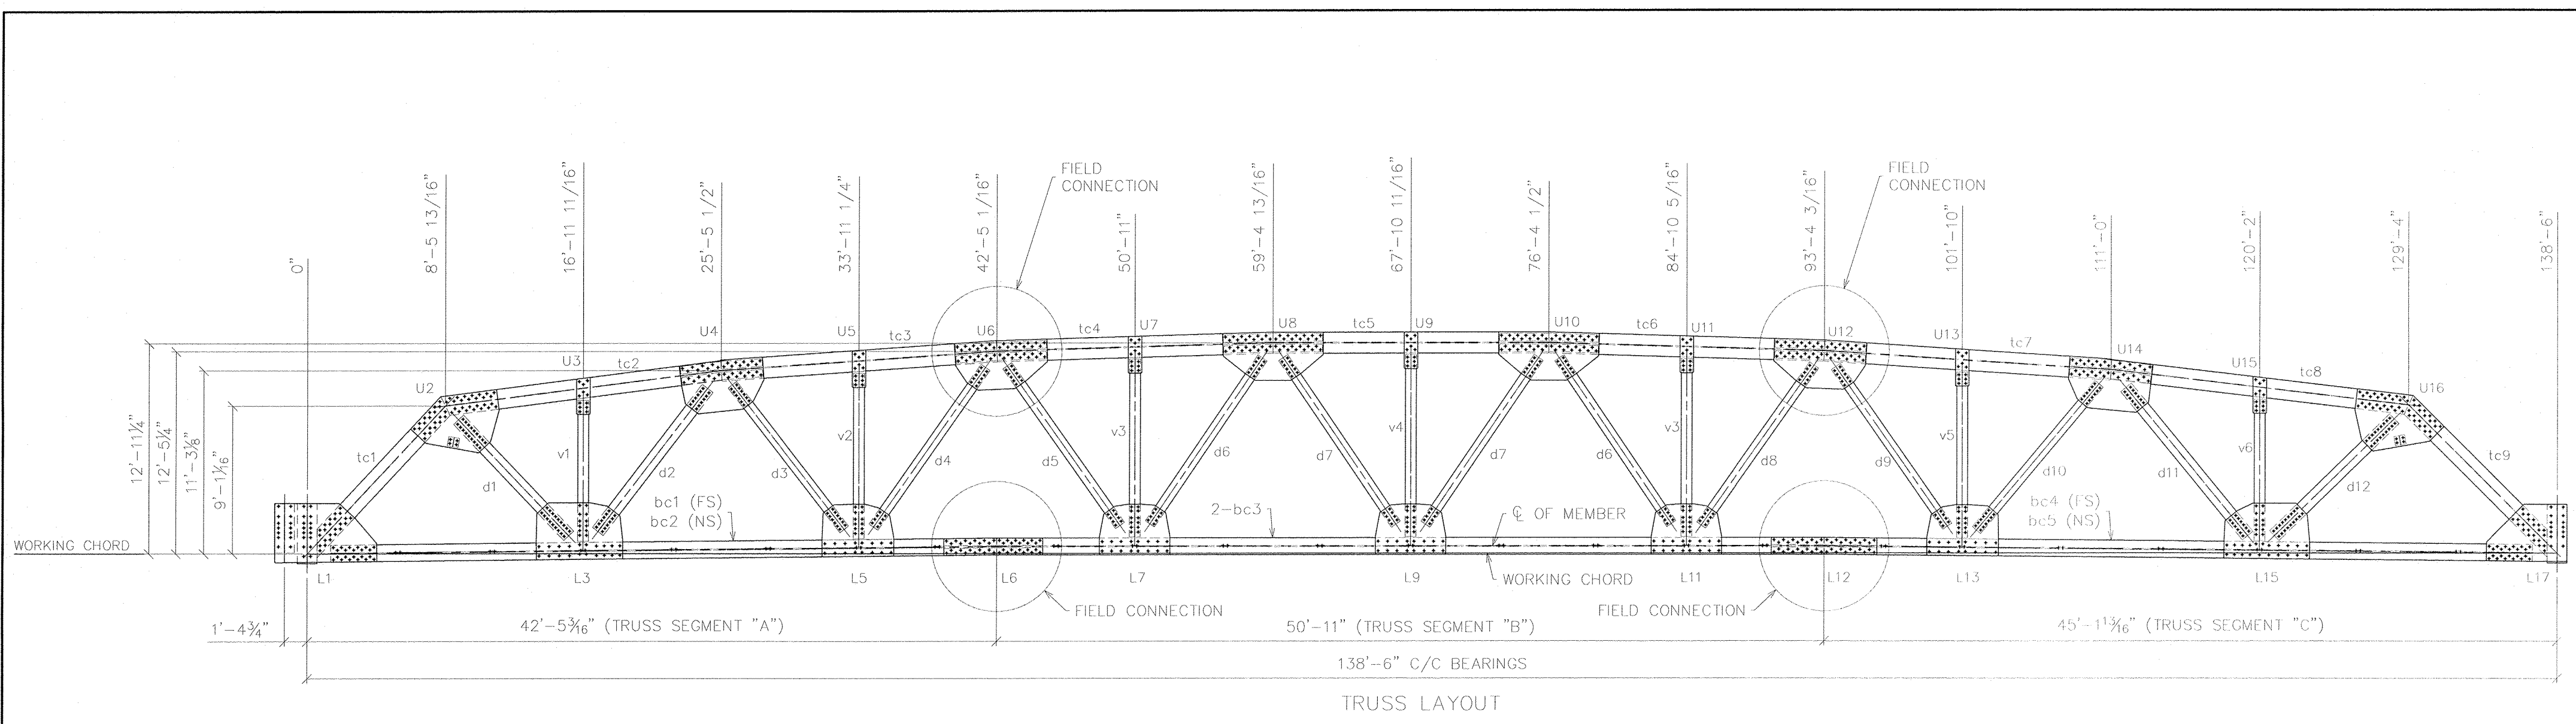 FIELD
CONNECTION
FIELD
CONNECTION
0"
8'-5 13/16"
16'-11 11/16"
25'-5 1/2"
33'-11 1/4"
42'-5 1/16"
50'-11"
59'-4 13/16"
67'-10 11/16"
76'-4 1/2"
84'-10 5/16"
93'-4 3/16"
101'-10"
111'-0"
120'-2"
129'-4"
138'-6"
12'-11¼"
12'-5¼"
11'-3⅜"
9'-1 1/16"
U2
U3
U4
U5
U6
U7
U8
U9
U10
U11
U12
U13
U14
U15
U16
tc1
tc2
tc3
tc4
tc5
tc6
tc7
tc8
tc9
v1
v2
v3
v4
v3
v5
v6
d1
d2
d3
d4
d5
d6
d7
d7
d6
d8
d9
d10
d11
d12
bc1 (FS)
bc2 (NS)
2-bc3
℄ OF MEMBER
bc4 (FS)
bc5 (NS)
WORKING CHORD
WORKING CHORD
L1
L3
L5
L6
L7
L9
L11
L12
L13
L15
L17
FIELD CONNECTION
FIELD CONNECTION
1'-4¾"
42'-5 3/16" (TRUSS SEGMENT "A")
50'-11" (TRUSS SEGMENT "B")
45'-1 13/16" (TRUSS SEGMENT "C")
138'-6" C/C BEARINGS
TRUSS LAYOUT